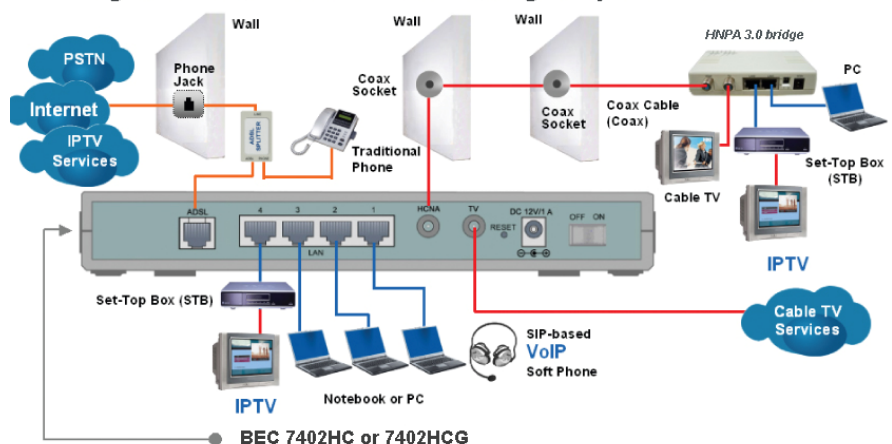 Wall
Wall
Wall
HNPA 3.0 bridge
PSTN
Internet
IPTV
Services
Phone
Jack
ADSL
SPLITTER
Traditional
Phone
Coax
Socket
Coax
Socket
Coax Cable
(Coax)
PC
Cable TV
Set-Top Box
(STB)
IPTV
ADSL
4
3
2
1
LAN
HCNA
TV
RESET
DC 12V/1 A
OFF ON
Set-Top Box (STB)
IPTV
Notebook or PC
SIP-based
VoIP
Soft Phone
Cable TV
Services
BEC 7402HC or 7402HCG